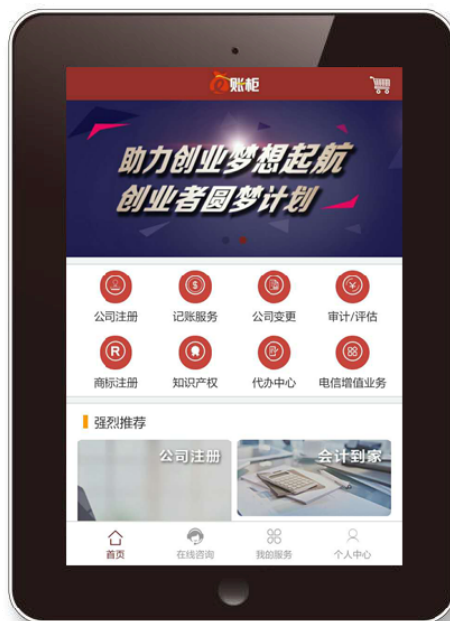 e账柜
助力创业梦想起航
创业者圆梦计划
公司注册 记账服务 公司变更 审计/评估
R
商标注册 知识产权 代办中心 电信增值业务
强烈推荐
公司注册 会计到家
首页 在线咨询 我的服务 个人中心